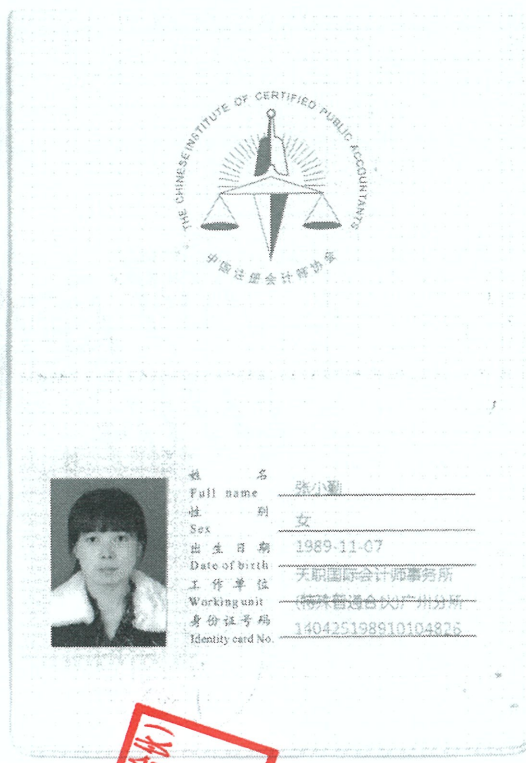 THE CHINESE INSTITUTE OF CERTIFIED PUBLIC ACCOUNTANTS
中国注册会计师协会
姓 名
Full name
张小勤
性 别
Sex
女
出 生 日 期
Date of birth
1989-11-07
工 作 单 位
Working unit
天职国际会计师事务所
(特殊普通合伙)广州分所
身份证号码
Identity card No.
140425198910104826